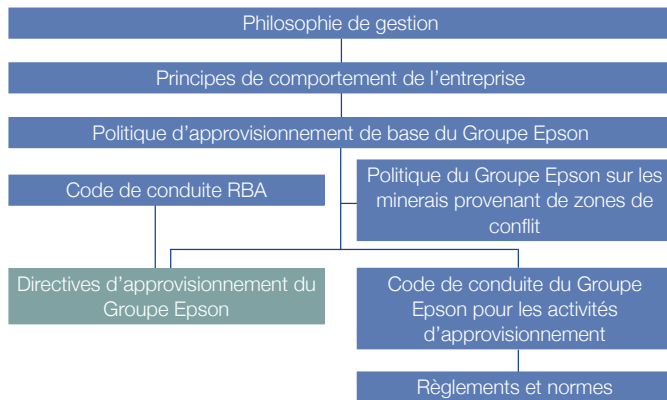 Philosophie de gestion
Principes de comportement de l’entreprise
Politique d’approvisionnement de base du Groupe Epson
Code de conduite RBA
Politique du Groupe Epson sur les
minerais provenant de zones de
conflit
Directives d’approvisionnement du
Groupe Epson
Code de conduite du Groupe
Epson pour les activités
d’approvisionnement
Règlements et normes